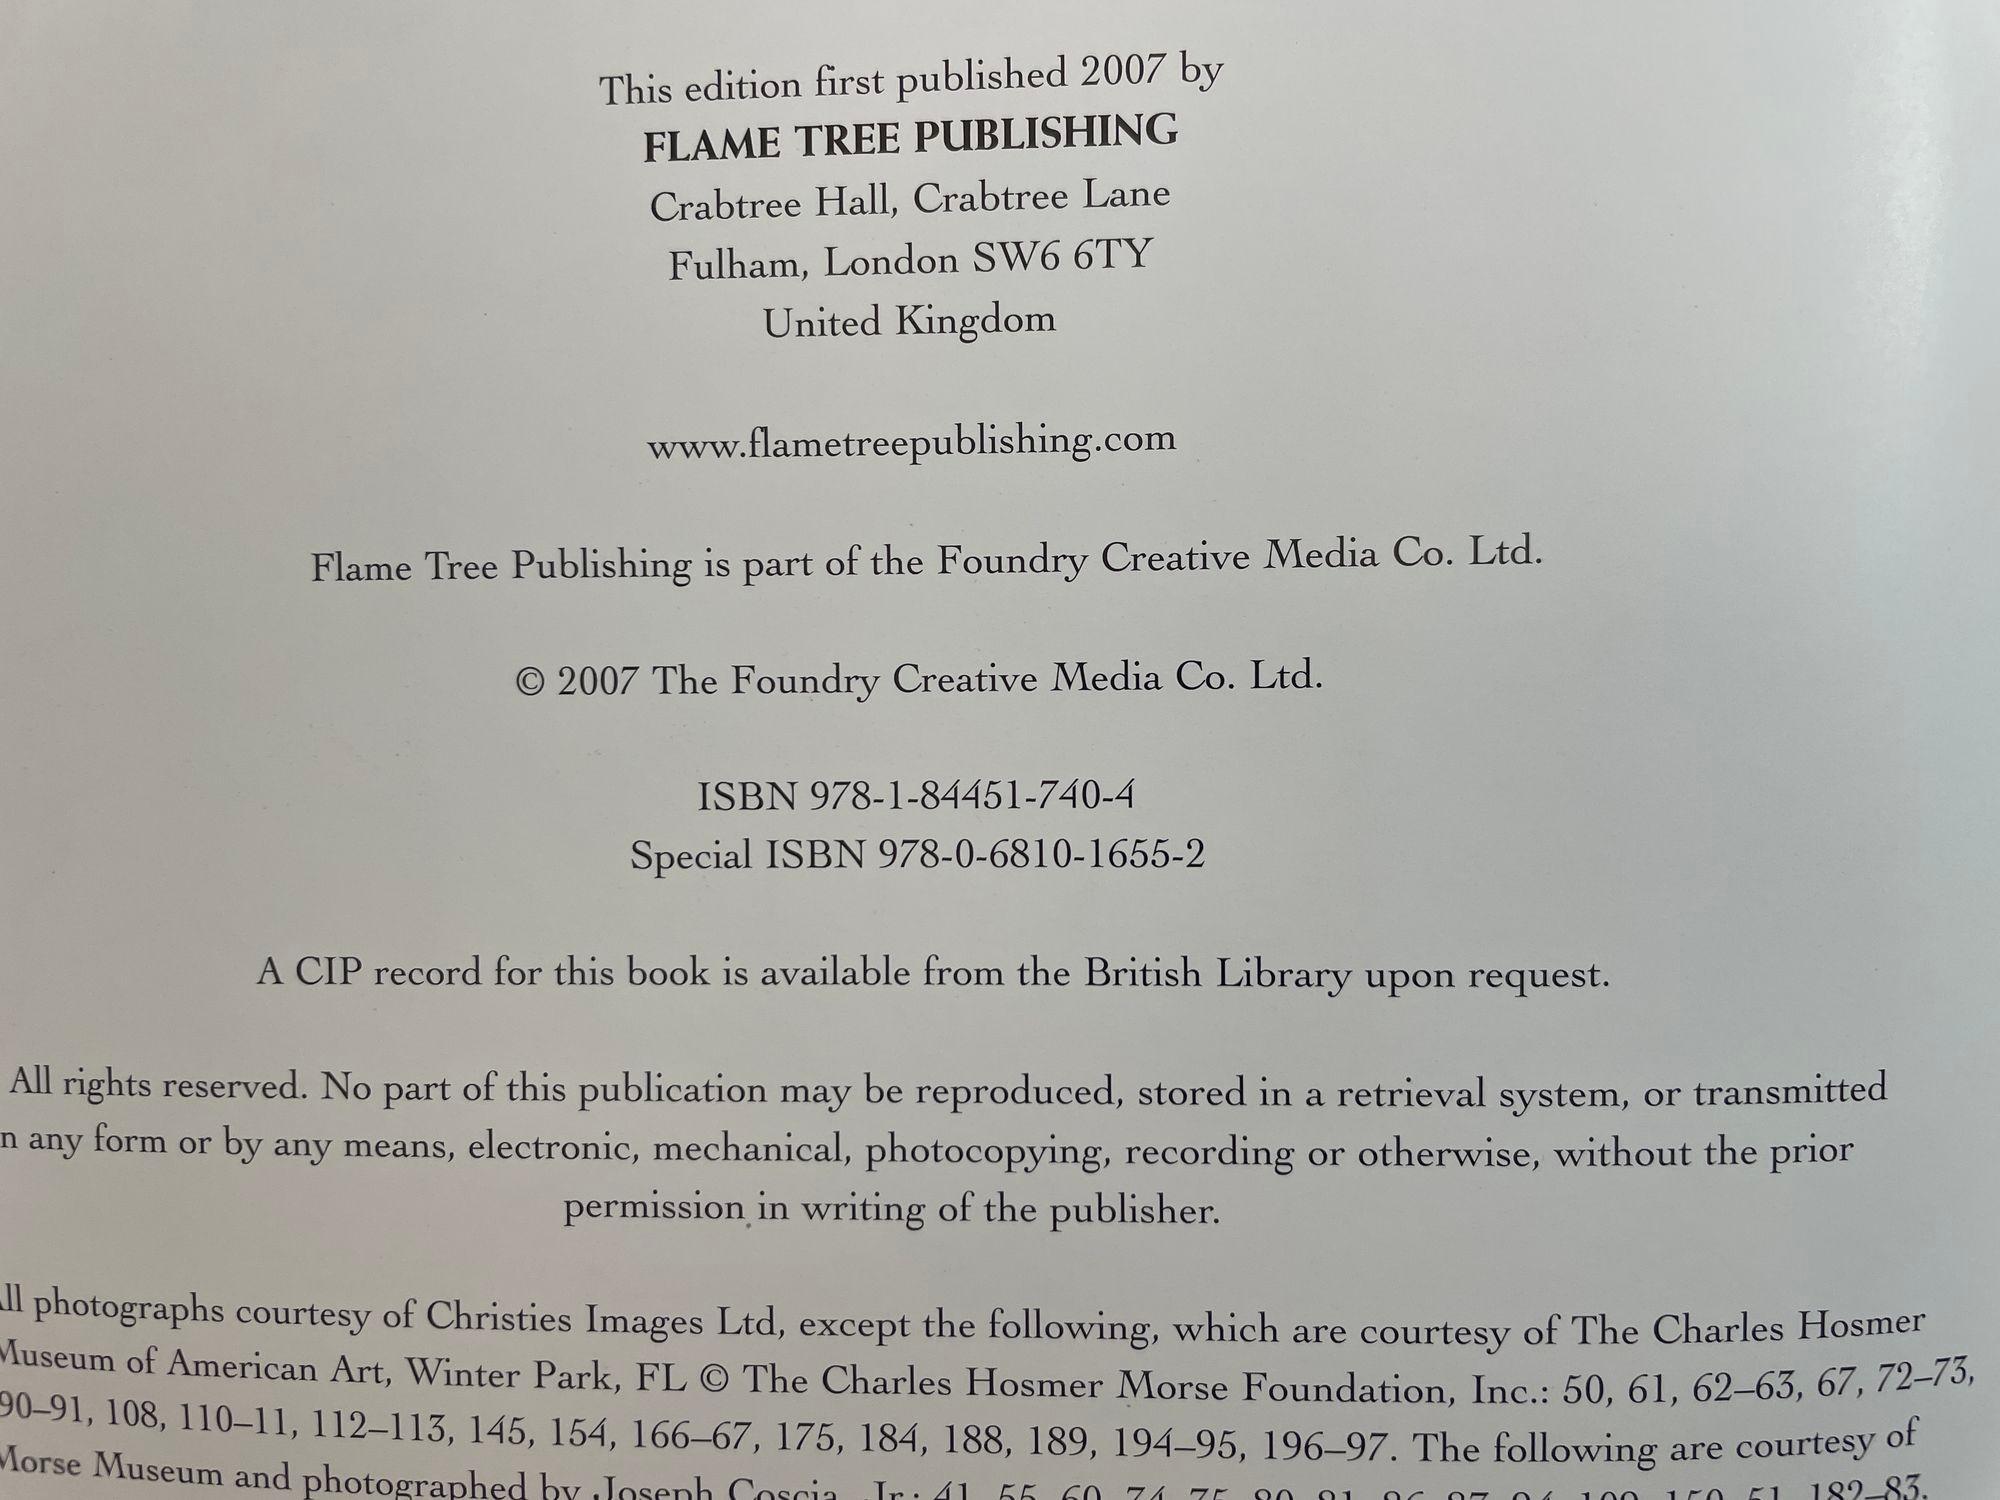 This edition first published 2007 by
FLAME TREE PUBLISHING
Crabtree Hall, Crabtree Lane
Fulham, London SW6 6TY
United Kingdom
www.flametreepublishing.com
Flame Tree Publishing is part of the Foundry Creative Media Co. Ltd.
© 2007 The Foundry Creative Media Co. Ltd.
ISBN 978-1-84451-740-4
Special ISBN 978-0-6810-1655-2
A CIP record for this book is available from the British Library upon request.
All rights reserved. No part of this publication may be reproduced, stored in a retrieval system, or transmitted
n any form or by any means, electronic, mechanical, photocopying, recording or otherwise, without the prior
permission in writing of the publisher.
ll photographs courtesy of Christies Images Ltd, except the following, which are courtesy of The Charles Hosmer
Museum of American Art, Winter Park, FL © The Charles Hosmer Morse Foundation, Inc.: 50, 61, 62–63, 67, 72–73,
90–91, 108, 110–11, 112–113, 145, 154, 166–67, 175, 184, 188, 189, 194–95, 196–97. The following are courtesy of
Morse Museum and photographed by Joseph Coscia, Jr.: 41, 55, 60, 74, 75,